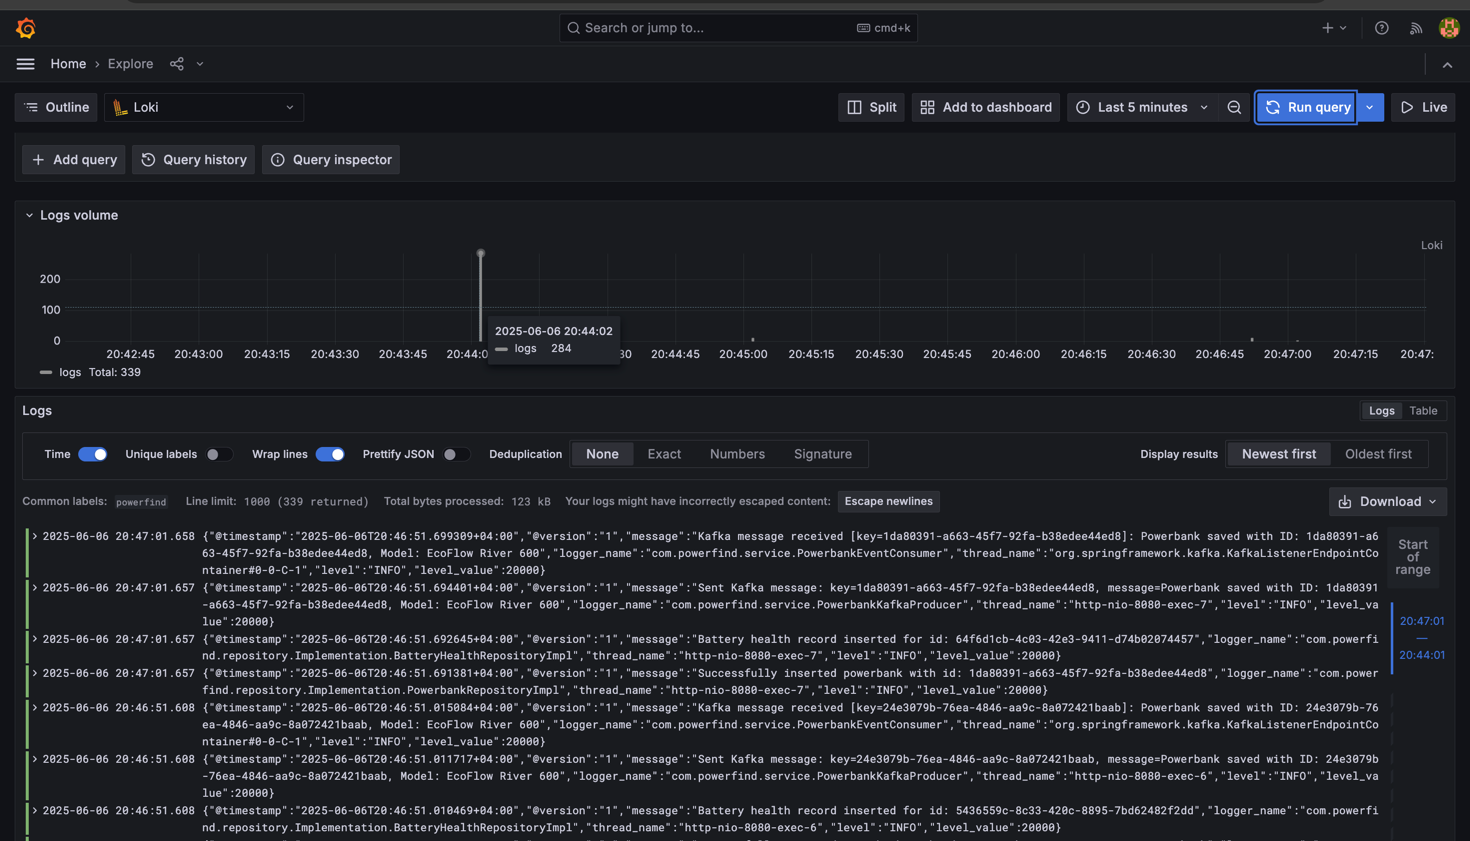 Search or jump to...
cmd+k
Home › Explore
Outline
Loki
Split
Add to dashboard
Last 5 minutes
Run query
Live
+ Add query
Query history
Query inspector
Logs volume
Loki
200
100
0
2025-06-06 20:44:02
logs 284
20:42:45 20:43:00 20:43:15 20:43:30 20:43:45 20:44:0 30 20:44:45 20:45:00 20:45:15 20:45:30 20:45:45 20:46:00 20:46:15 20:46:30 20:46:45 20:47:00 20:47:15 20:47:
logs Total: 339
Logs
Logs Table
Time Unique labels Wrap lines Prettify JSON Deduplication None Exact Numbers Signature Display results Newest first Oldest first
Common labels: powerfind Line limit: 1000 (339 returned) Total bytes processed: 123 kB Your logs might have incorrectly escaped content: Escape newlines
Download
2025-06-06 20:47:01.658 {"@timestamp":"2025-06-06T20:46:51.699309+04:00","@version":"1","message":"Kafka message received [key=1da80391-a663-45f7-92fa-b38edee44ed8]: Powerbank saved with ID: 1da80391-a6
63-45f7-92fa-b38edee44ed8, Model: EcoFlow River 600","logger_name":"com.powerfind.service.PowerbankEventConsumer","thread_name":"org.springframework.kafka.KafkaListenerEndpointCo
ntainer#0-0-C-1","level":"INFO","level_value":20000}
2025-06-06 20:47:01.657 {"@timestamp":"2025-06-06T20:46:51.694401+04:00","@version":"1","message":"Sent Kafka message: key=1da80391-a663-45f7-92fa-b38edee44ed8, message=Powerbank saved with ID: 1da80391
-a663-45f7-92fa-b38edee44ed8, Model: EcoFlow River 600","logger_name":"com.powerfind.service.PowerbankKafkaProducer","thread_name":"http-nio-8080-exec-7","level":"INFO","level_va
lue":20000}
2025-06-06 20:47:01.657 {"@timestamp":"2025-06-06T20:46:51.692645+04:00","@version":"1","message":"Battery health record inserted for id: 64f6d1cb-4c03-42e3-9411-d74b02074457","logger_name":"com.powerfi
nd.repository.Implementation.BatteryHealthRepositoryImpl","thread_name":"http-nio-8080-exec-7","level":"INFO","level_value":20000}
2025-06-06 20:47:01.657 {"@timestamp":"2025-06-06T20:46:51.691381+04:00","@version":"1","message":"Successfully inserted powerbank with id: 1da80391-a663-45f7-92fa-b38edee44ed8","logger_name":"com.power
find.repository.Implementation.PowerbankRepositoryImpl","thread_name":"http-nio-8080-exec-7","level":"INFO","level_value":20000}
2025-06-06 20:46:51.608 {"@timestamp":"2025-06-06T20:46:51.015084+04:00","@version":"1","message":"Kafka message received [key=24e3079b-76ea-4846-aa9c-8a072421baab]: Powerbank saved with ID: 24e3079b-76
ea-4846-aa9c-8a072421baab, Model: EcoFlow River 600","logger_name":"com.powerfind.service.PowerbankEventConsumer","thread_name":"org.springframework.kafka.KafkaListenerEndpointCo
ntainer#0-0-C-1","level":"INFO","level_value":20000}
2025-06-06 20:46:51.608 {"@timestamp":"2025-06-06T20:46:51.011717+04:00","@version":"1","message":"Sent Kafka message: key=24e3079b-76ea-4846-aa9c-8a072421baab, message=Powerbank saved with ID: 24e3079b
-76ea-4846-aa9c-8a072421baab, Model: EcoFlow River 600","logger_name":"com.powerfind.service.PowerbankKafkaProducer","thread_name":"http-nio-8080-exec-6","level":"INFO","level_va
lue":20000}
2025-06-06 20:46:51.608 {"@timestamp":"2025-06-06T20:46:51.010469+04:00","@version":"1","message":"Battery health record inserted for id: 5436559c-8c33-420c-8895-7bd62482f2dd","logger_name":"com.powerfi
nd.repository.Implementation.BatteryHealthRepositoryImpl","thread_name":"http-nio-8080-exec-6","level":"INFO","level_value":20000}
Start
of
range
20:47:01
—
20:44:01